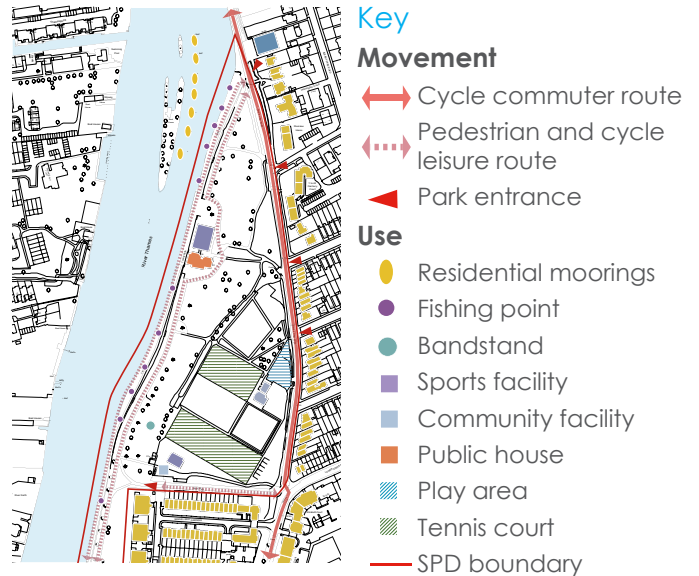 Key
Movement
Cycle commuter route
Pedestrian and cycle
leisure route
Park entrance
Use
Residential moorings
Fishing point
Bandstand
Sports facility
Community facility
Public house
Play area
Tennis court
SPD boundary
River Thames